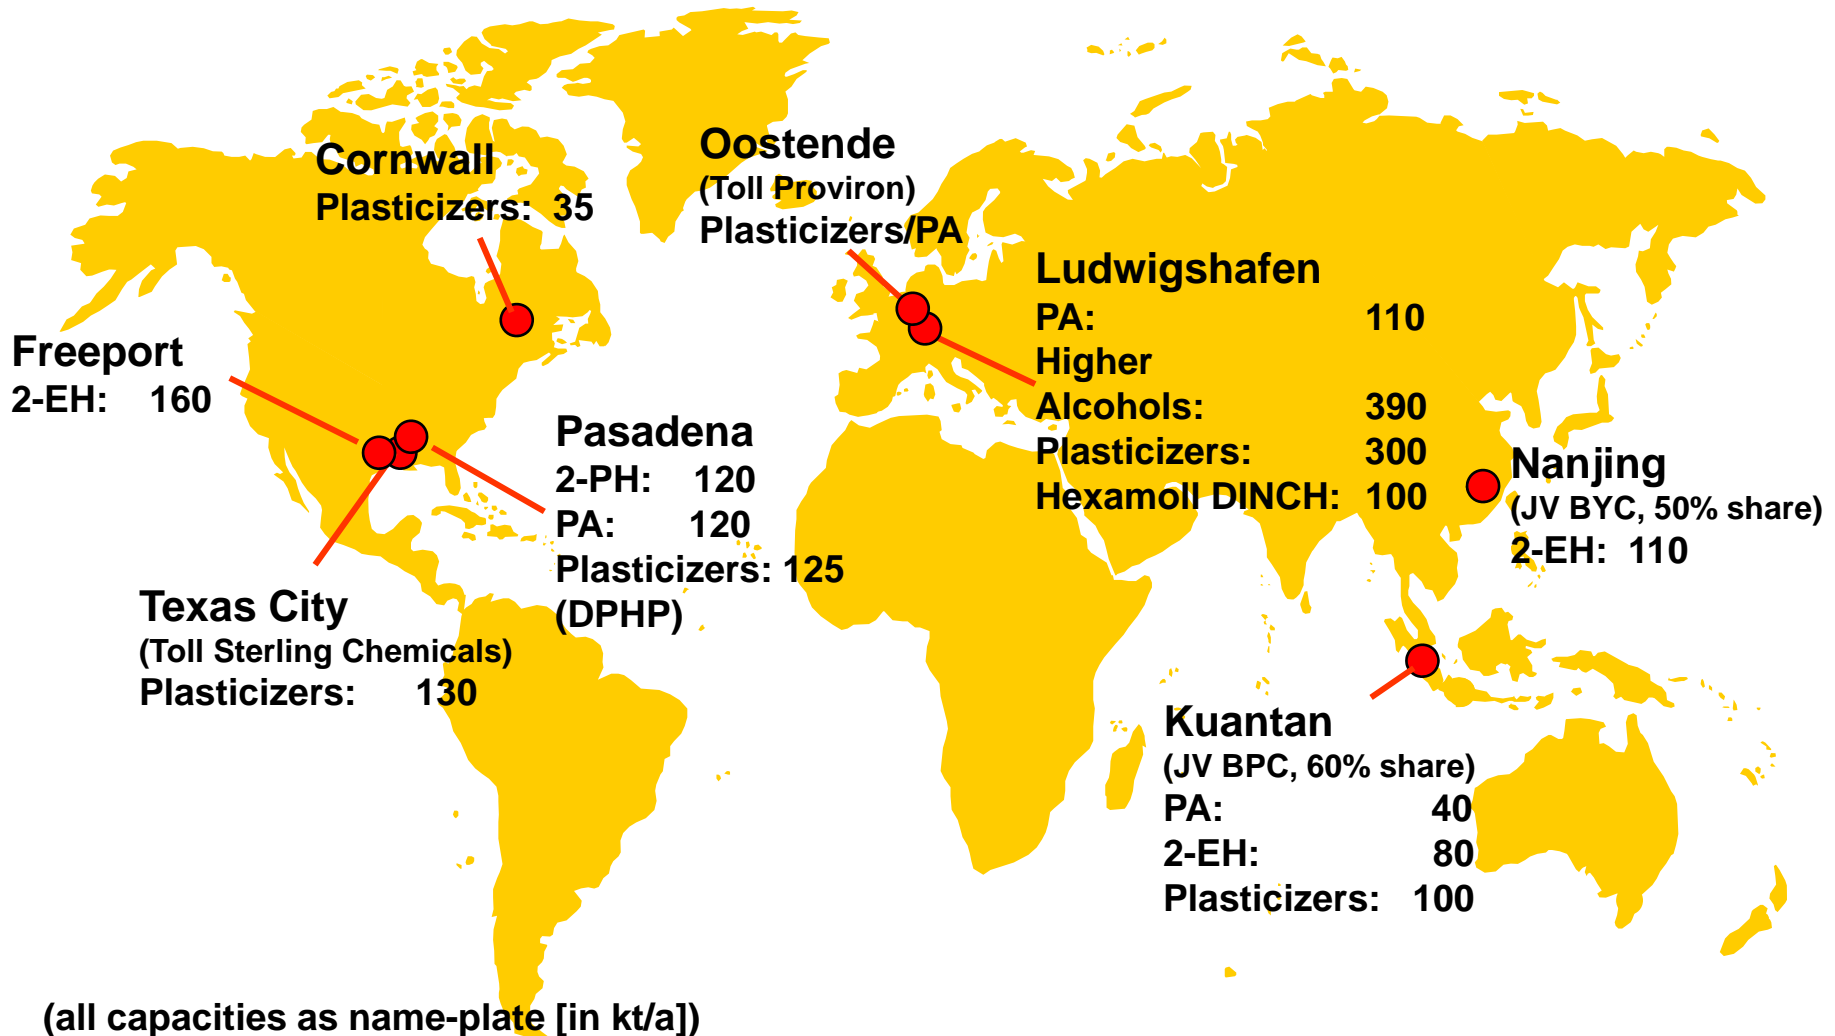 Cornwall
Plasticizers: 35
Oostende
(Toll Proviron)
Plasticizers/PA
Ludwigshafen
PA: 110
Higher
Alcohols: 390
Plasticizers: 300
Hexamoll DINCH: 100
Freeport
2-EH: 160
Pasadena
2-PH: 120
PA: 120
Plasticizers: 125
(DPHP)
Nanjing
(JV BYC, 50% share)
2-EH: 110
Texas City
(Toll Sterling Chemicals)
Plasticizers: 130
Kuantan
(JV BPC, 60% share)
PA: 40
2-EH: 80
Plasticizers: 100
(all capacities as name-plate [in kt/a])